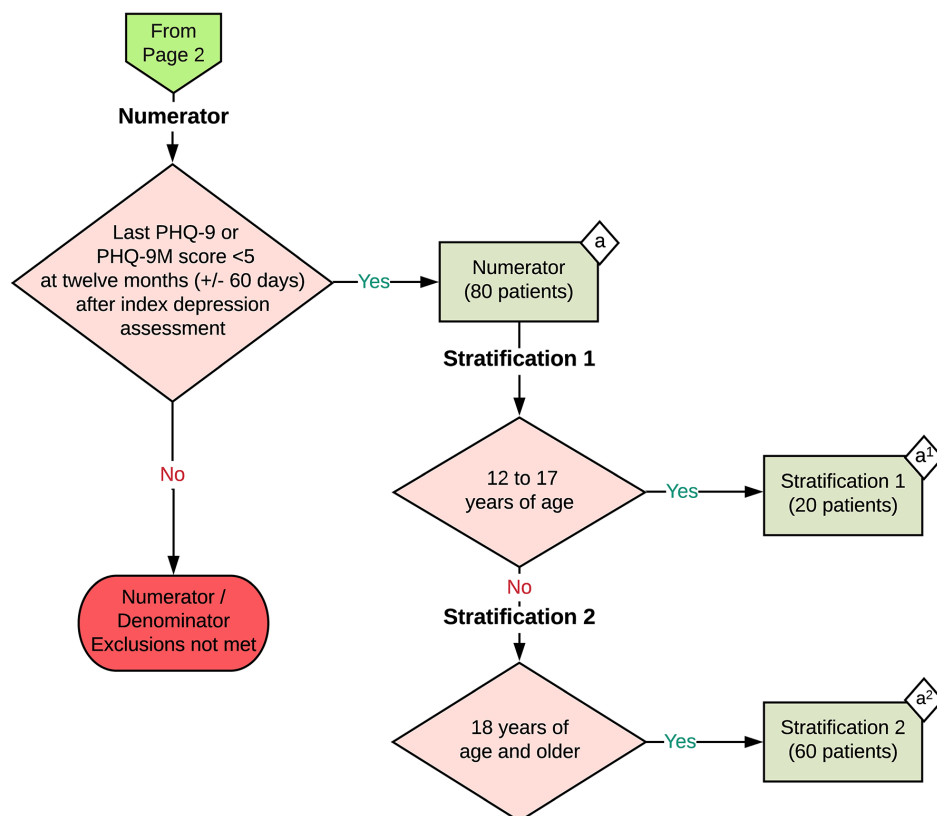 From
Page 2
Numerator
Last PHQ-9 or
PHQ-9M score <5
at twelve months (+/- 60 days)
after index depression
assessment
Yes
Numerator
(80 patients)
a
Stratification 1
No
12 to 17
years of age
Yes
Stratification 1
(20 patients)
a¹
Numerator /
Denominator
Exclusions not met
No
Stratification 2
18 years of
age and older
Yes
Stratification 2
(60 patients)
a²